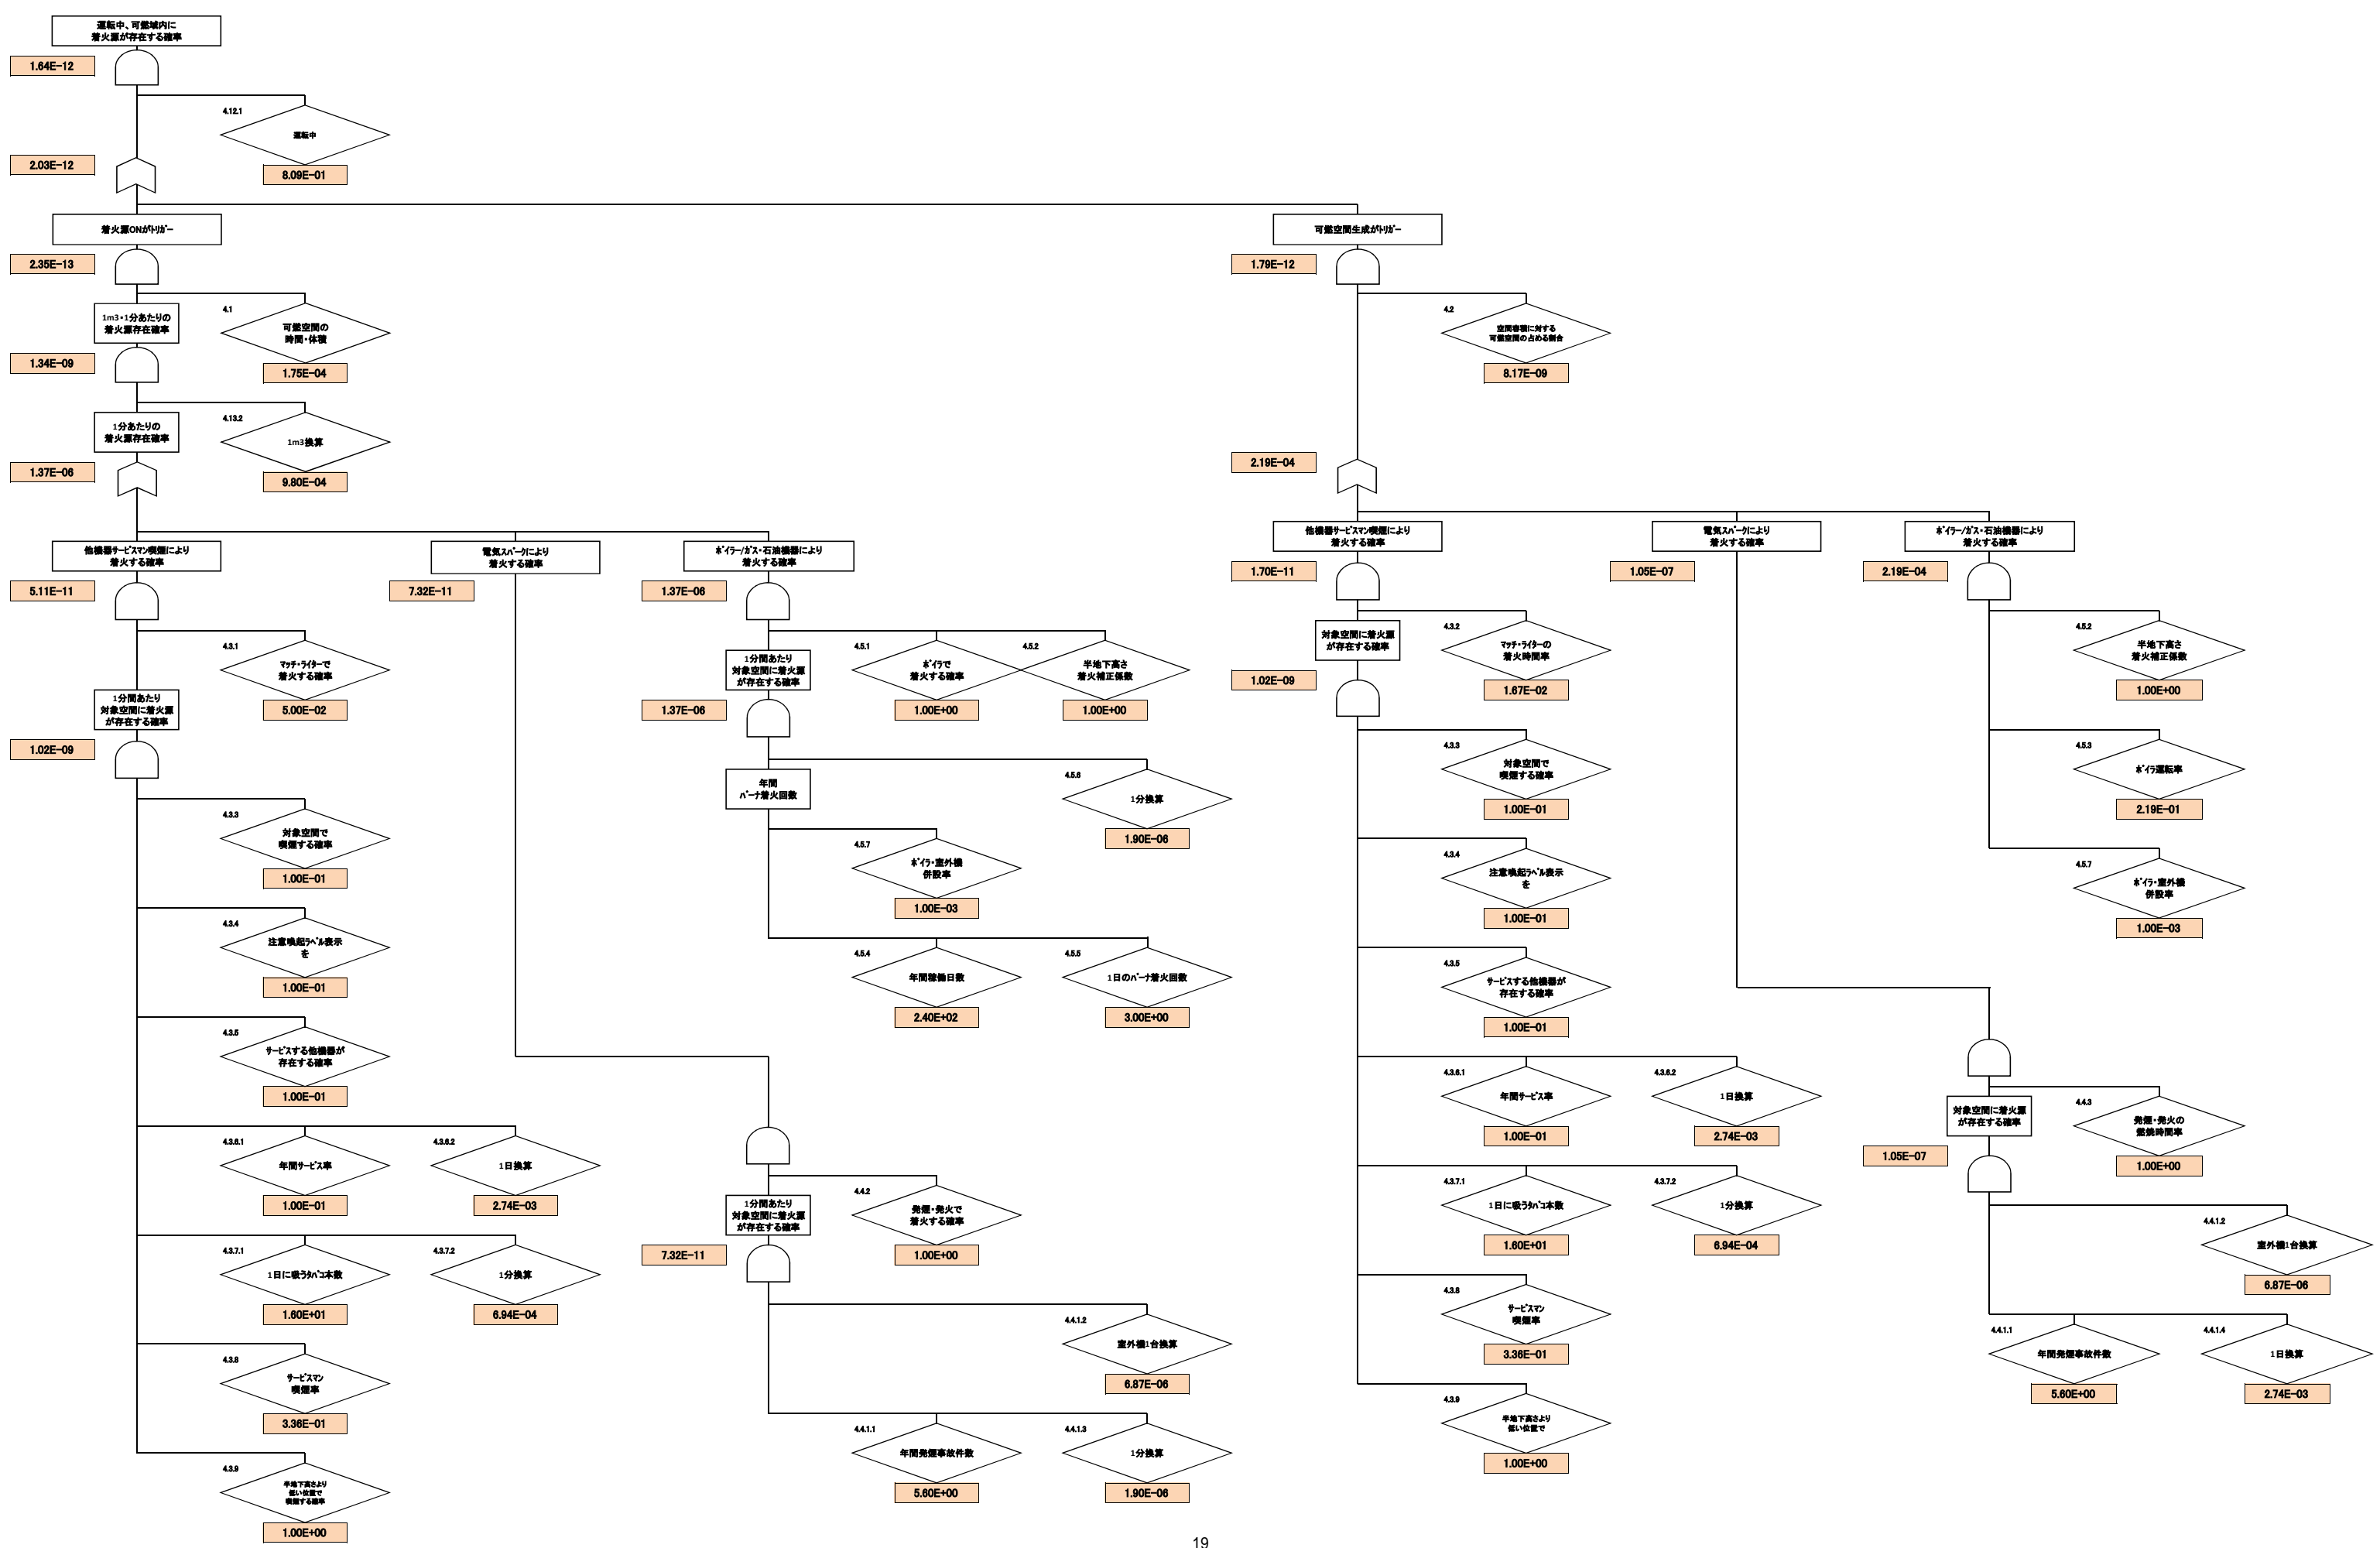 運転中、可燃域内に
着火源が存在する確率
1.64E-12
4.12.1
運転中
8.09E-01
2.03E-12
着火源ONがﾄﾘｶﾞｰ
2.35E-13
1m3・1分あたりの
着火源存在確率
4.1
可燃空間の
時間・体積
1.75E-04
1.34E-09
1分あたりの
着火源存在確率
4.13.2
1m3換算
9.80E-04
1.37E-06
他機器ｻｰﾋﾞｽﾏﾝ喫煙により
着火する確率
5.11E-11
4.3.1
ﾏｯﾁ・ﾗｲﾀｰで
着火する確率
5.00E-02
1分間あたり
対象空間に着火源
が存在する確率
1.02E-09
4.3.3
対象空間で
喫煙する確率
1.00E-01
4.3.4
注意喚起ﾗﾍﾞﾙ表示
を
1.00E-01
4.3.5
ｻｰﾋﾞｽする他機器が
存在する確率
1.00E-01
4.3.6.1
年間ｻｰﾋﾞｽ率
1.00E-01
4.3.6.2
1日換算
2.74E-03
4.3.7.1
1日に吸うﾀﾊﾞｺ本数
1.60E+01
4.3.7.2
1分換算
6.94E-04
4.3.8
ｻｰﾋﾞｽﾏﾝ
喫煙率
3.36E-01
4.3.9
半地下高さより
低い位置で
喫煙する確率
1.00E+00
電気ｽﾊﾟｰｸにより
着火する確率
7.32E-11
1分間あたり
対象空間に着火源
が存在する確率
4.4.2
発煙・発火で
着火する確率
1.00E+00
7.32E-11
4.4.1.2
室外機1台換算
6.87E-06
4.4.1.1
年間発煙事故件数
5.60E+00
4.4.1.3
1分換算
1.90E-06
ﾎﾞｲﾗｰ/ｶﾞｽ・石油機器により
着火する確率
1.37E-06
1分間あたり
対象空間に着火源
が存在する確率
4.5.1
ﾎﾞｲﾗで
着火する確率
1.00E+00
4.5.2
半地下高さ
着火補正係数
1.00E+00
1.37E-06
年間
ﾊﾞｰﾅ着火回数
4.5.6
1分換算
1.90E-06
4.5.7
ﾎﾞｲﾗ・室外機
併設率
1.00E-03
4.5.4
年間稼働日数
2.40E+02
4.5.5
1日のﾊﾞｰﾅ着火回数
3.00E+00
可燃空間生成がﾄﾘｶﾞｰ
1.79E-12
4.2
空間容積に対する
可燃空間の占める割合
8.17E-09
2.19E-04
他機器ｻｰﾋﾞｽﾏﾝ喫煙により
着火する確率
1.70E-11
対象空間に着火源
が存在する確率
4.3.2
ﾏｯﾁ・ﾗｲﾀｰの
着火時間率
1.67E-02
1.02E-09
4.3.3
対象空間で
喫煙する確率
1.00E-01
4.3.4
注意喚起ﾗﾍﾞﾙ表示
を
1.00E-01
4.3.5
ｻｰﾋﾞｽする他機器が
存在する確率
1.00E-01
4.3.6.1
年間ｻｰﾋﾞｽ率
1.00E-01
4.3.6.2
1日換算
2.74E-03
4.3.7.1
1日に吸うﾀﾊﾞｺ本数
1.60E+01
4.3.7.2
1分換算
6.94E-04
4.3.8
ｻｰﾋﾞｽﾏﾝ
喫煙率
3.36E-01
4.3.9
半地下高さより
低い位置で
1.00E+00
電気ｽﾊﾟｰｸにより
着火する確率
1.05E-07
対象空間に着火源
が存在する確率
4.4.3
発煙・発火の
燃焼時間率
1.00E+00
1.05E-07
4.4.1.2
室外機1台換算
6.87E-06
4.4.1.1
年間発煙事故件数
5.60E+00
4.4.1.4
1日換算
2.74E-03
ﾎﾞｲﾗｰ/ｶﾞｽ・石油機器により
着火する確率
2.19E-04
4.5.2
半地下高さ
着火補正係数
1.00E+00
4.5.3
ﾎﾞｲﾗ運転率
2.19E-01
4.5.7
ﾎﾞｲﾗ・室外機
併設率
1.00E-03
19